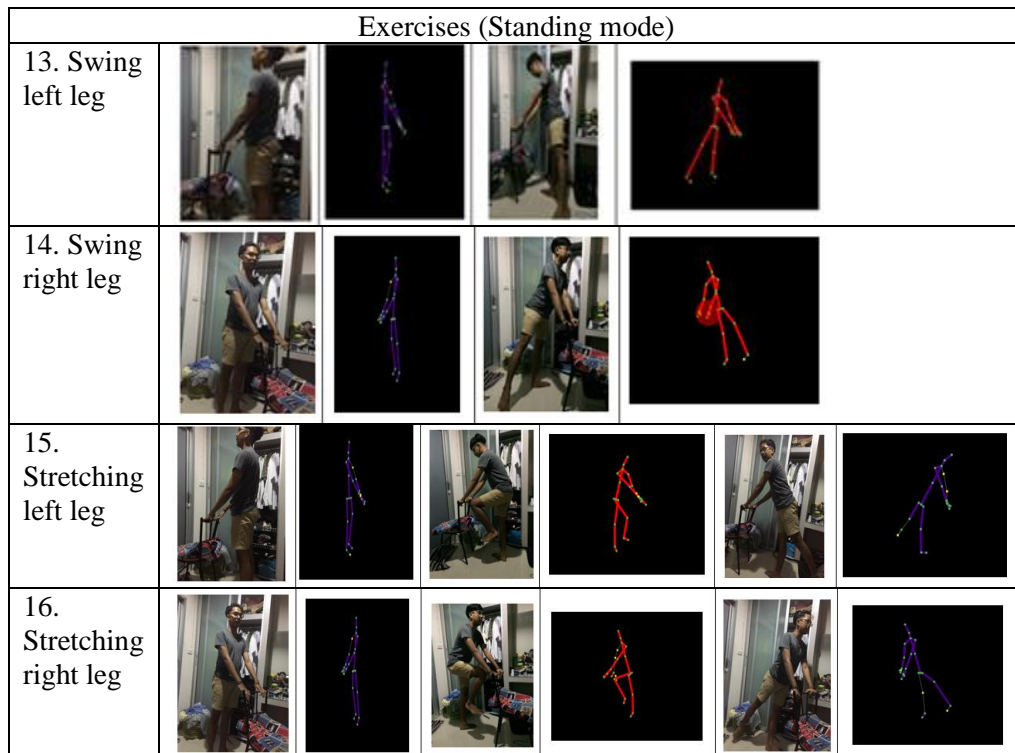 Exercises (Standing mode)
13. Swing
left leg
14. Swing
right leg
15.
Stretching
left leg
16.
Stretching
right leg